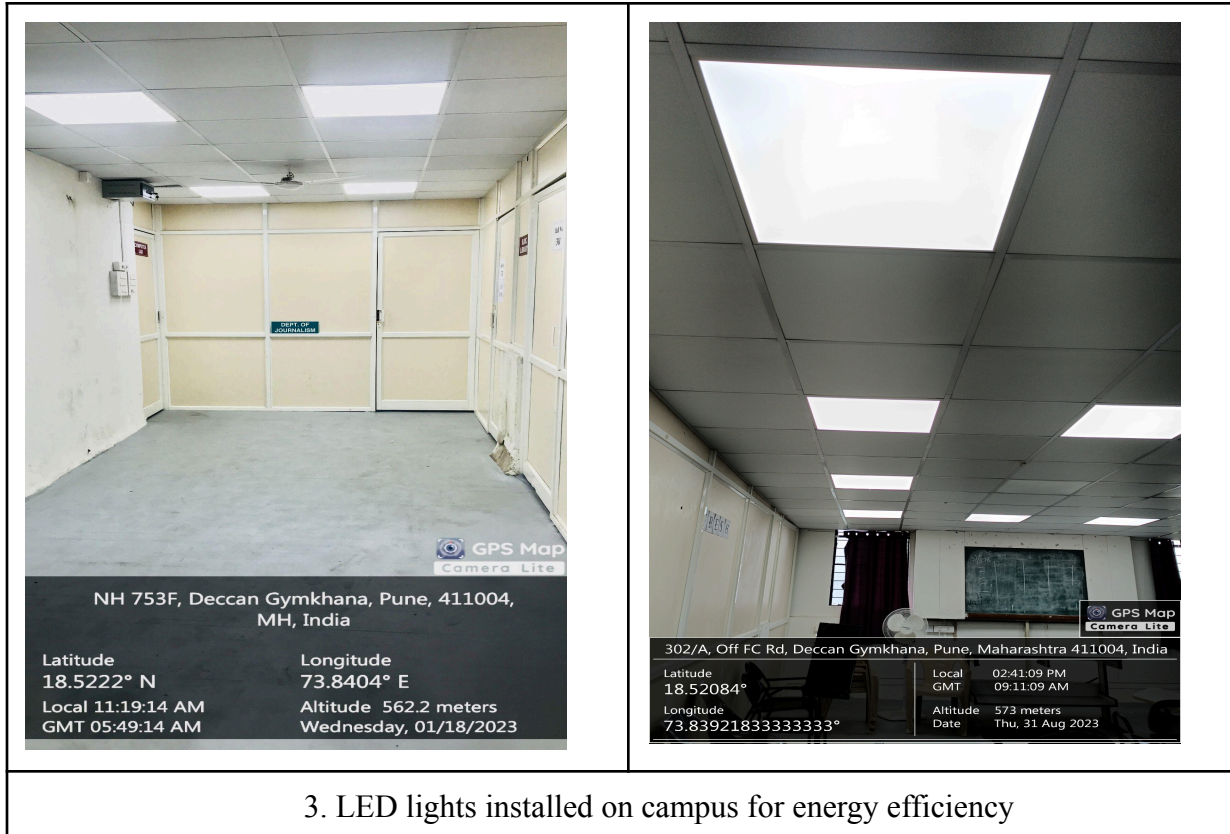 DEPT. OF
JOURNALISM
GPS Map
Camera Lite
NH 753F, Deccan Gymkhana, Pune, 411004,
MH, India
Latitude
18.5222° N
Longitude
73.8404° E
Local 11:19:14 AM
GMT 05:49:14 AM
Altitude 562.2 meters
Wednesday, 01/18/2023
GPS Map
Camera Lite
302/A, Off FC Rd, Deccan Gymkhana, Pune, Maharashtra 411004, India
Latitude
18.52084°
Longitude
73.83921833333333°
Local 02:41:09 PM
GMT 09:11:09 AM
Altitude 573 meters
Date Thu, 31 Aug 2023
3. LED lights installed on campus for energy efficiency